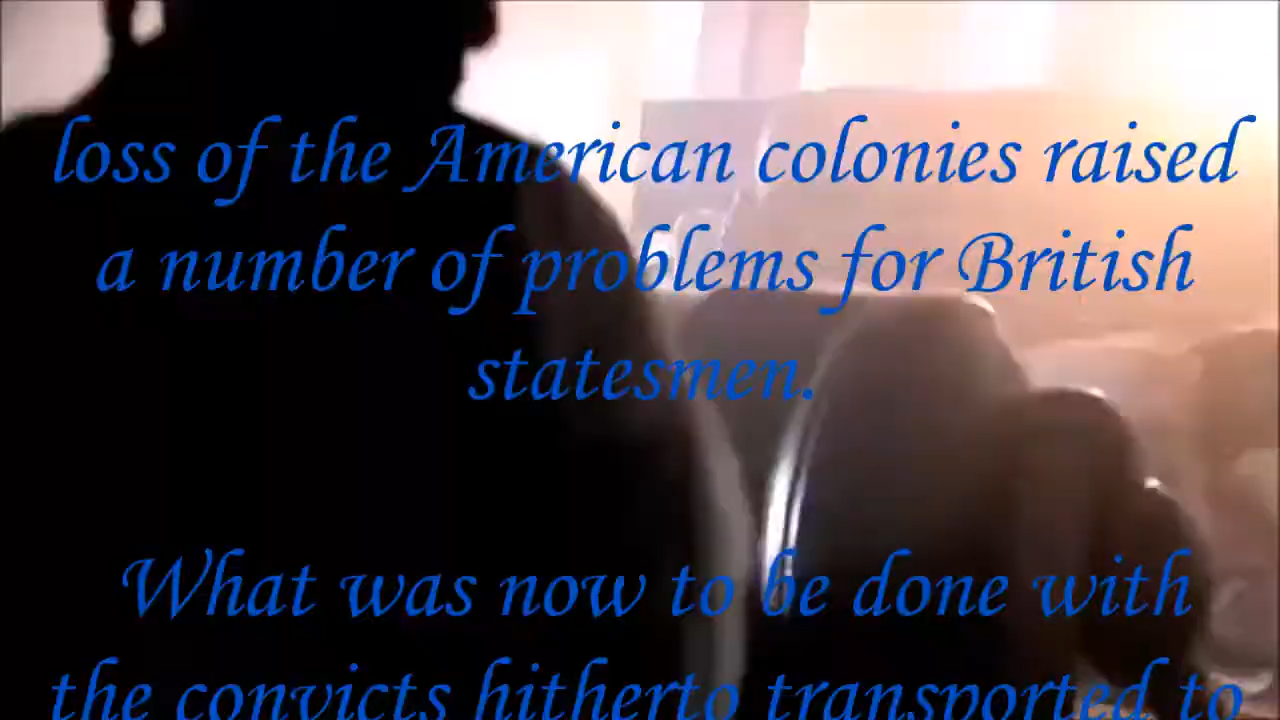 loss of the American colonies raised
a number of problems for British
statesmen.
What was now to be done with
the convicts hitherto transported to